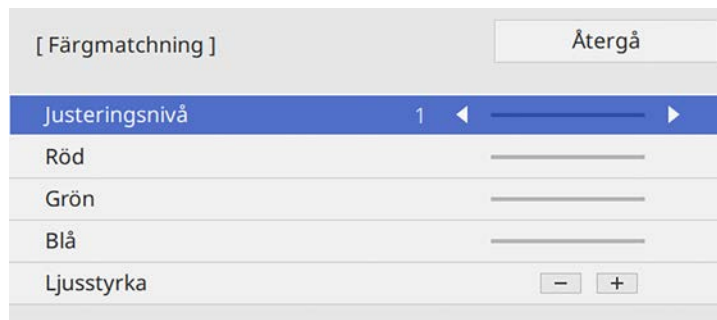 [ Färgmatchning ] Återgå
Justeringsnivå 1
Röd
Grön
Blå
Ljusstyrka − +